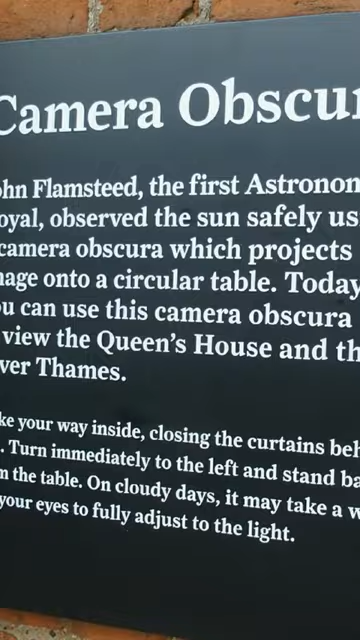 Camera Obscur
ohn Flamsteed, the first Astronom
oyal, observed the sun safely us
camera obscura which projects
mage onto a circular table. Today
ou can use this camera obscura
view the Queen's House and th
ver Thames.
ke your way inside, closing the curtains beh
. Turn immediately to the left and stand ba
m the table. On cloudy days, it may take a w
your eyes to fully adjust to the light.